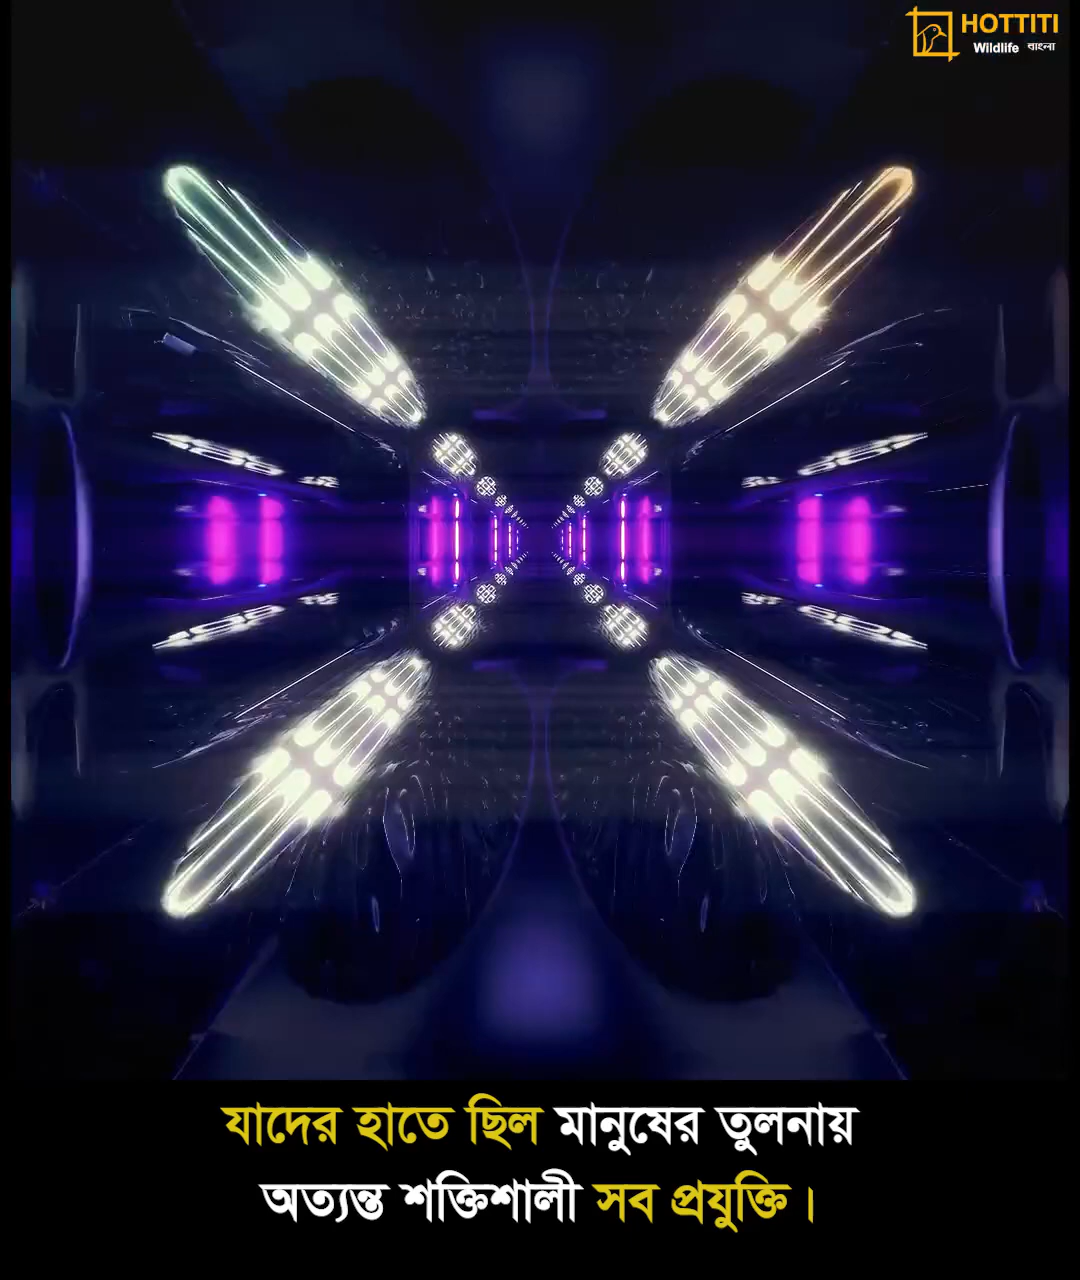 HOTTITI
Wildlife বাংলা
যাদের হাতে ছিল মানুষের তুলনায়
অত্যন্ত শক্তিশালী সব প্রযুক্তি।